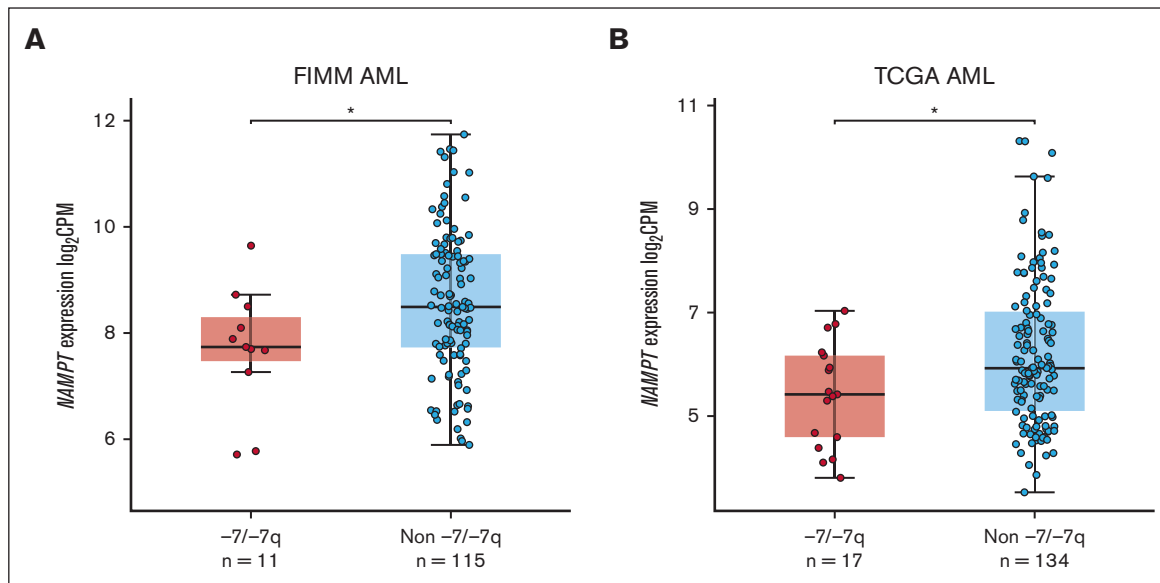 A
FIMM AML
*
12
10
8
6
NAMPT expression log₂CPM
–7/–7q
n = 11
Non –7/–7q
n = 115
B
TCGA AML
*
11
9
7
5
NAMPT expression log₂CPM
–7/–7q
n = 17
Non –7/–7q
n = 134